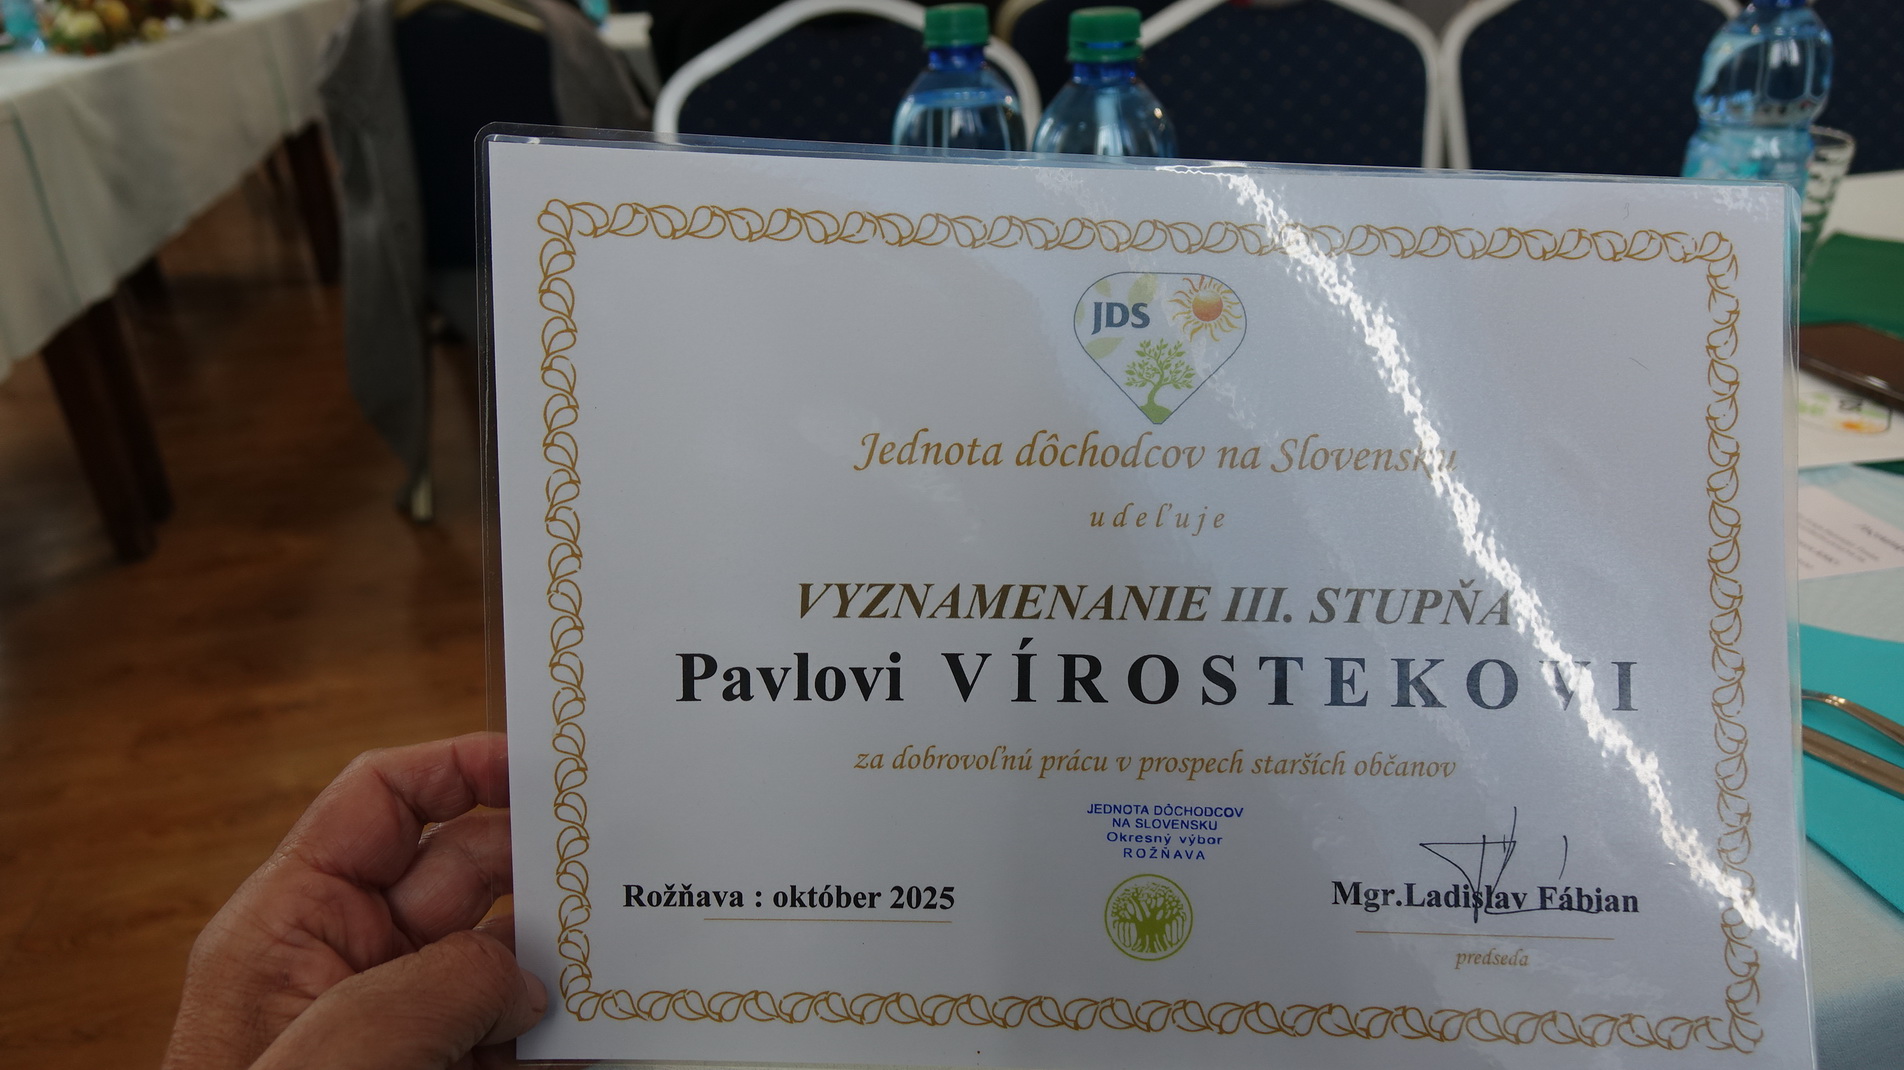 JDS
Jednota dôchodcov na Slovensku
udeľuje
VYZNAMENANIE III. STUPŇA
Pavlovi VÍROSTEKOVI
za dobrovoľnú prácu v prospech starších občanov
JEDNOTA DÔCHODCOV
NA SLOVENSKU
Okresný výbor
ROŽŇAVA
Rožňava : október 2025
Mgr.Ladislav Fábian
predseda